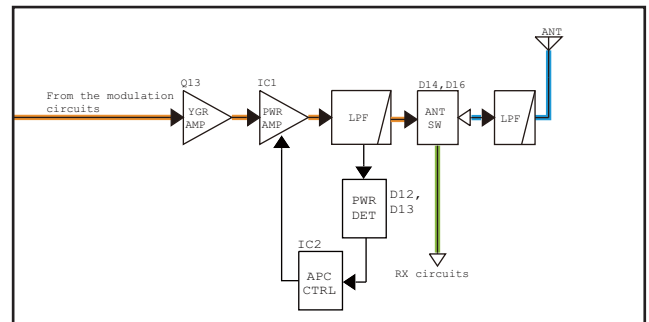 ANT
Q13
IC1
D14,D16
From the modulation
circuits
YGR
AMP
PWR
AMP
LPF
ANT
SW
LPF
PWR
DET
D12,
D13
IC2
APC
CTRL
RX circuits